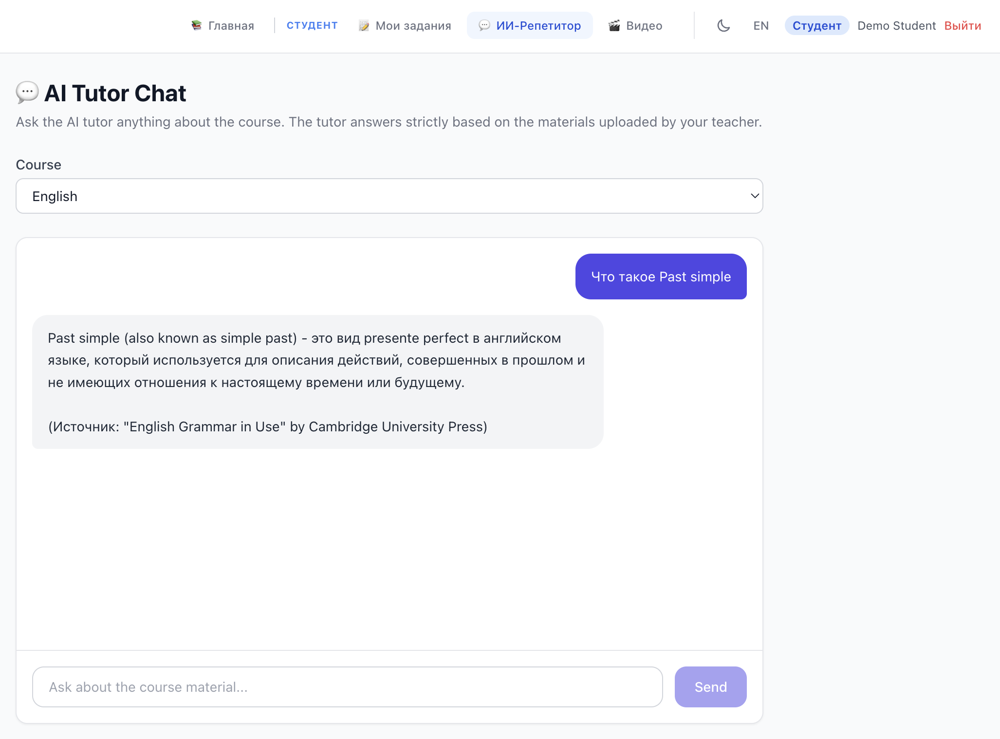 Главная
СТУДЕНТ
Мои задания
ИИ-Репетитор
Видео
EN
Студент
Demo Student
Выйти
AI Tutor Chat
Ask the AI tutor anything about the course. The tutor answers strictly based on the materials uploaded by your teacher.
Course
English
Что такое Past simple
Past simple (also known as simple past) - это вид presente perfect в английском
языке, который используется для описания действий, совершенных в прошлом и
не имеющих отношения к настоящему времени или будущему.
(Источник: "English Grammar in Use" by Cambridge University Press)
Ask about the course material...
Send